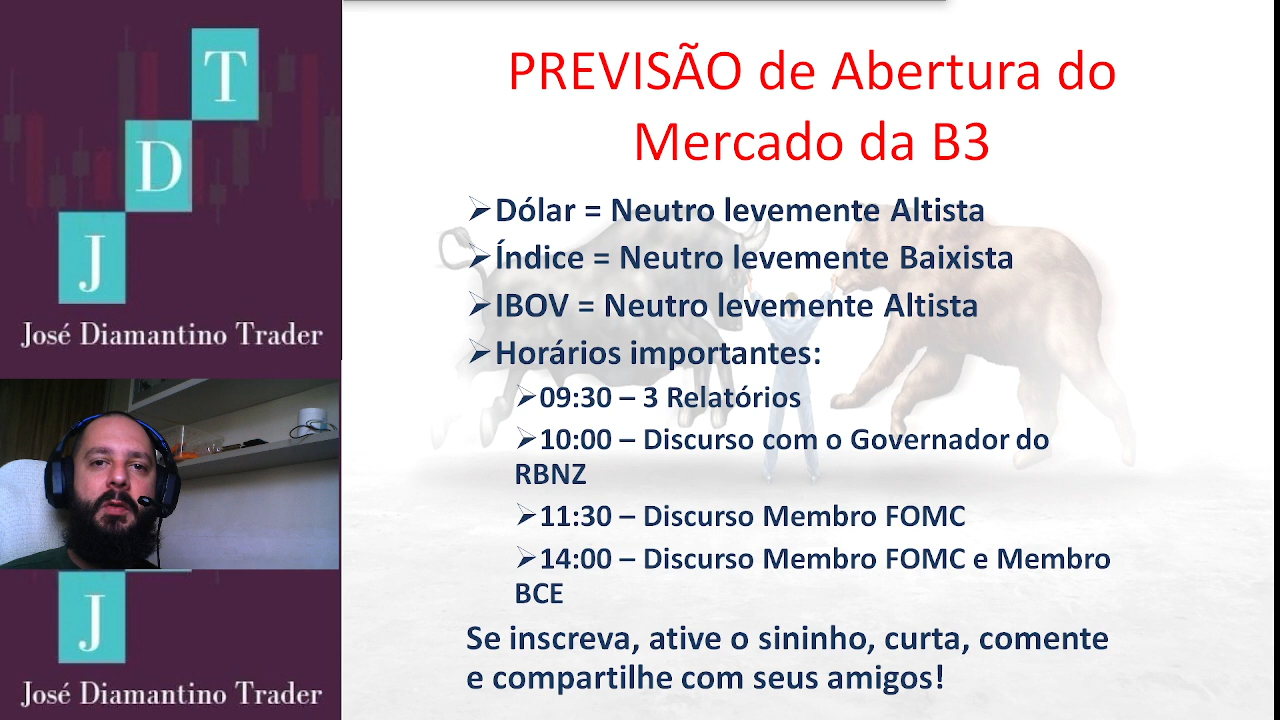 T
D
J
José Diamantino Trader
J
José Diamantino Trader
PREVISÃO de Abertura do
Mercado da B3
➢Dólar = Neutro levemente Altista
➢Índice = Neutro levemente Baixista
➢IBOV = Neutro levemente Altista
➢Horários importantes:
➢09:30 – 3 Relatórios
➢10:00 – Discurso com o Governador do
RBNZ
➢11:30 – Discurso Membro FOMC
➢14:00 – Discurso Membro FOMC e Membro
BCE
Se inscreva, ative o sininho, curta, comente
e compartilhe com seus amigos!